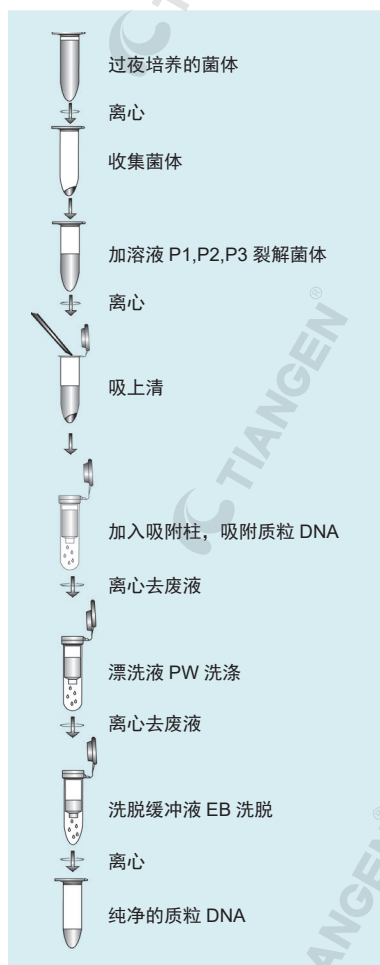 过夜培养的菌体
离心
收集菌体
加溶液 P1,P2,P3 裂解菌体
离心
吸上清
加入吸附柱，吸附质粒 DNA
离心去废液
漂洗液 PW 洗涤
离心去废液
洗脱缓冲液 EB 洗脱
离心
纯净的质粒 DNA
TIANGEN®